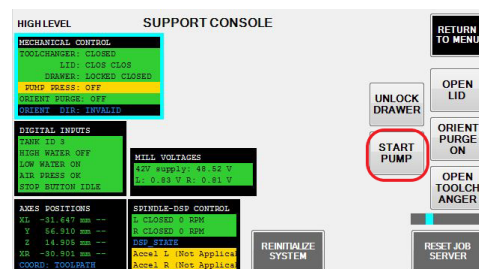 HIGH LEVEL
SUPPORT CONSOLE
MECHANICAL CONTROL
TOOLCHANGER: CLOSED
LID: CLOS CLOS
DRAWER: LOCKED CLOSED
PUMP PRESS: OFF
ORIENT PURGE: OFF
ORIENT DIR: INVALID
DIGITAL INPUTS
TANK ID 3
HIGH WATER OFF
LOW WATER ON
AIR PRESS OK
STOP BUTTON IDLE
MILL VOLTAGES
42V supply: 48.52 V
L: 0.83 V R: 0.81 V
AXES POSITIONS
XL -31.647 mm --
Y 56.910 mm --
Z 14.905 mm --
XR -30.901 mm --
COORD: TOOLPATH
SPINDLE-DSP CONTROL
L CLOSED 0 RPM
R CLOSED 0 RPM
DSP_STATE
Accel L (Not Applical
Accel R (Not Applical
RETURN
TO MENU
UNLOCK
DRAWER
OPEN
LID
START
PUMP
ORIENT
PURGE
ON
OPEN
TOOLCH
ANGER
REINITIALIZE
SYSTEM
RESET JOB
SERVER